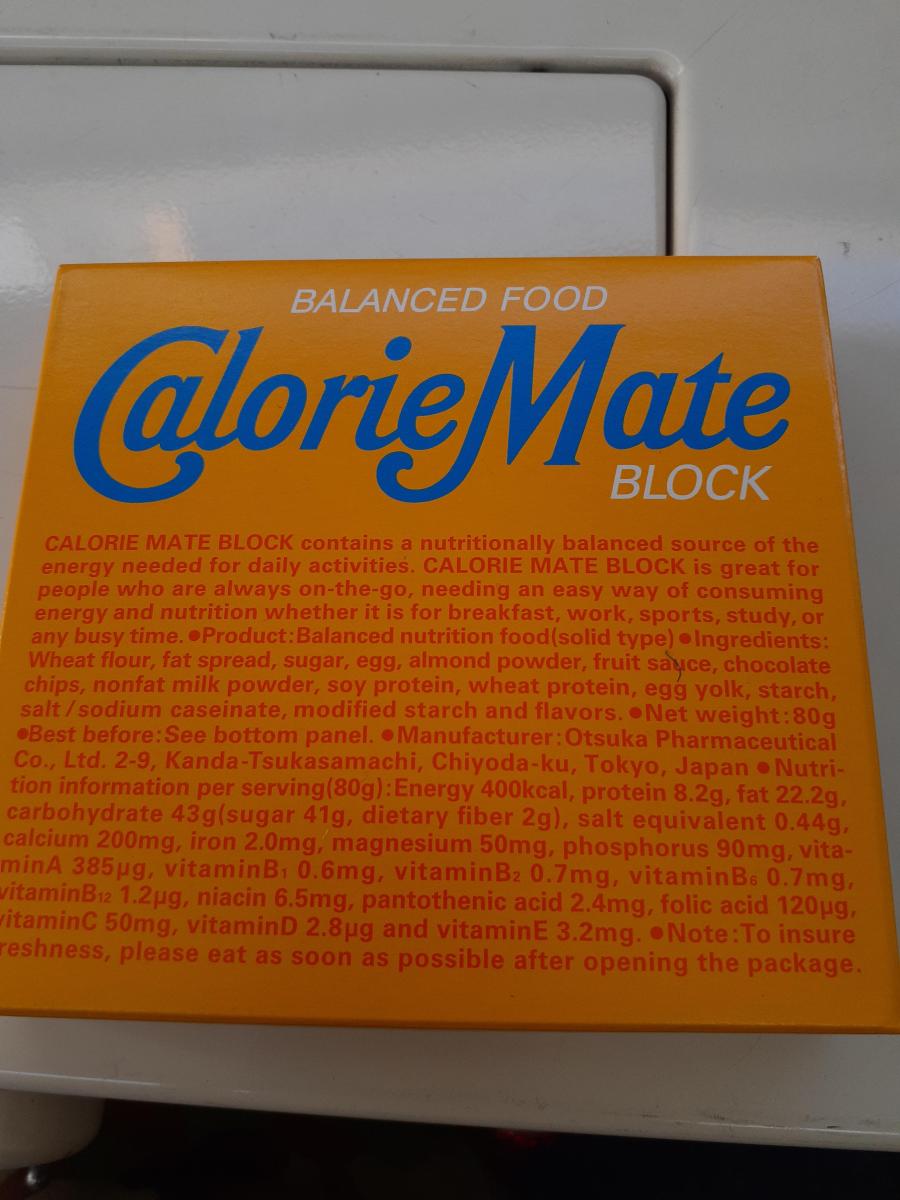 BALANCED FOOD
CalorieMate
BLOCK
CALORIE MATE BLOCK contains a nutritionally balanced source of the
energy needed for daily activities. CALORIE MATE BLOCK is great for
people who are always on-the-go, needing an easy way of consuming
energy and nutrition whether it is for breakfast, work, sports, study, or
any busy time. ●Product:Balanced nutrition food(solid type) ●Ingredients:
Wheat flour, fat spread, sugar, egg, almond powder, fruit sauce, chocolate
chips, nonfat milk powder, soy protein, wheat protein, egg yolk, starch,
salt/sodium caseinate, modified starch and flavors. ●Net weight:80g
●Best before:See bottom panel. ●Manufacturer:Otsuka Pharmaceutical
Co., Ltd. 2-9, Kanda-Tsukasamachi, Chiyoda-ku, Tokyo, Japan ●Nutri-
tion information per serving(80g):Energy 400kcal, protein 8.2g, fat 22.2g,
carbohydrate 43g(sugar 41g, dietary fiber 2g), salt equivalent 0.44g,
calcium 200mg, iron 2.0mg, magnesium 50mg, phosphorus 90mg, vita-
minA 385μg, vitaminB₁ 0.6mg, vitaminB₂ 0.7mg, vitaminB₆ 0.7mg,
vitaminB₁₂ 1.2μg, niacin 6.5mg, pantothenic acid 2.4mg, folic acid 120μg,
vitaminC 50mg, vitaminD 2.8μg and vitaminE 3.2mg. ●Note:To insure
reshness, please eat as soon as possible after opening the package.